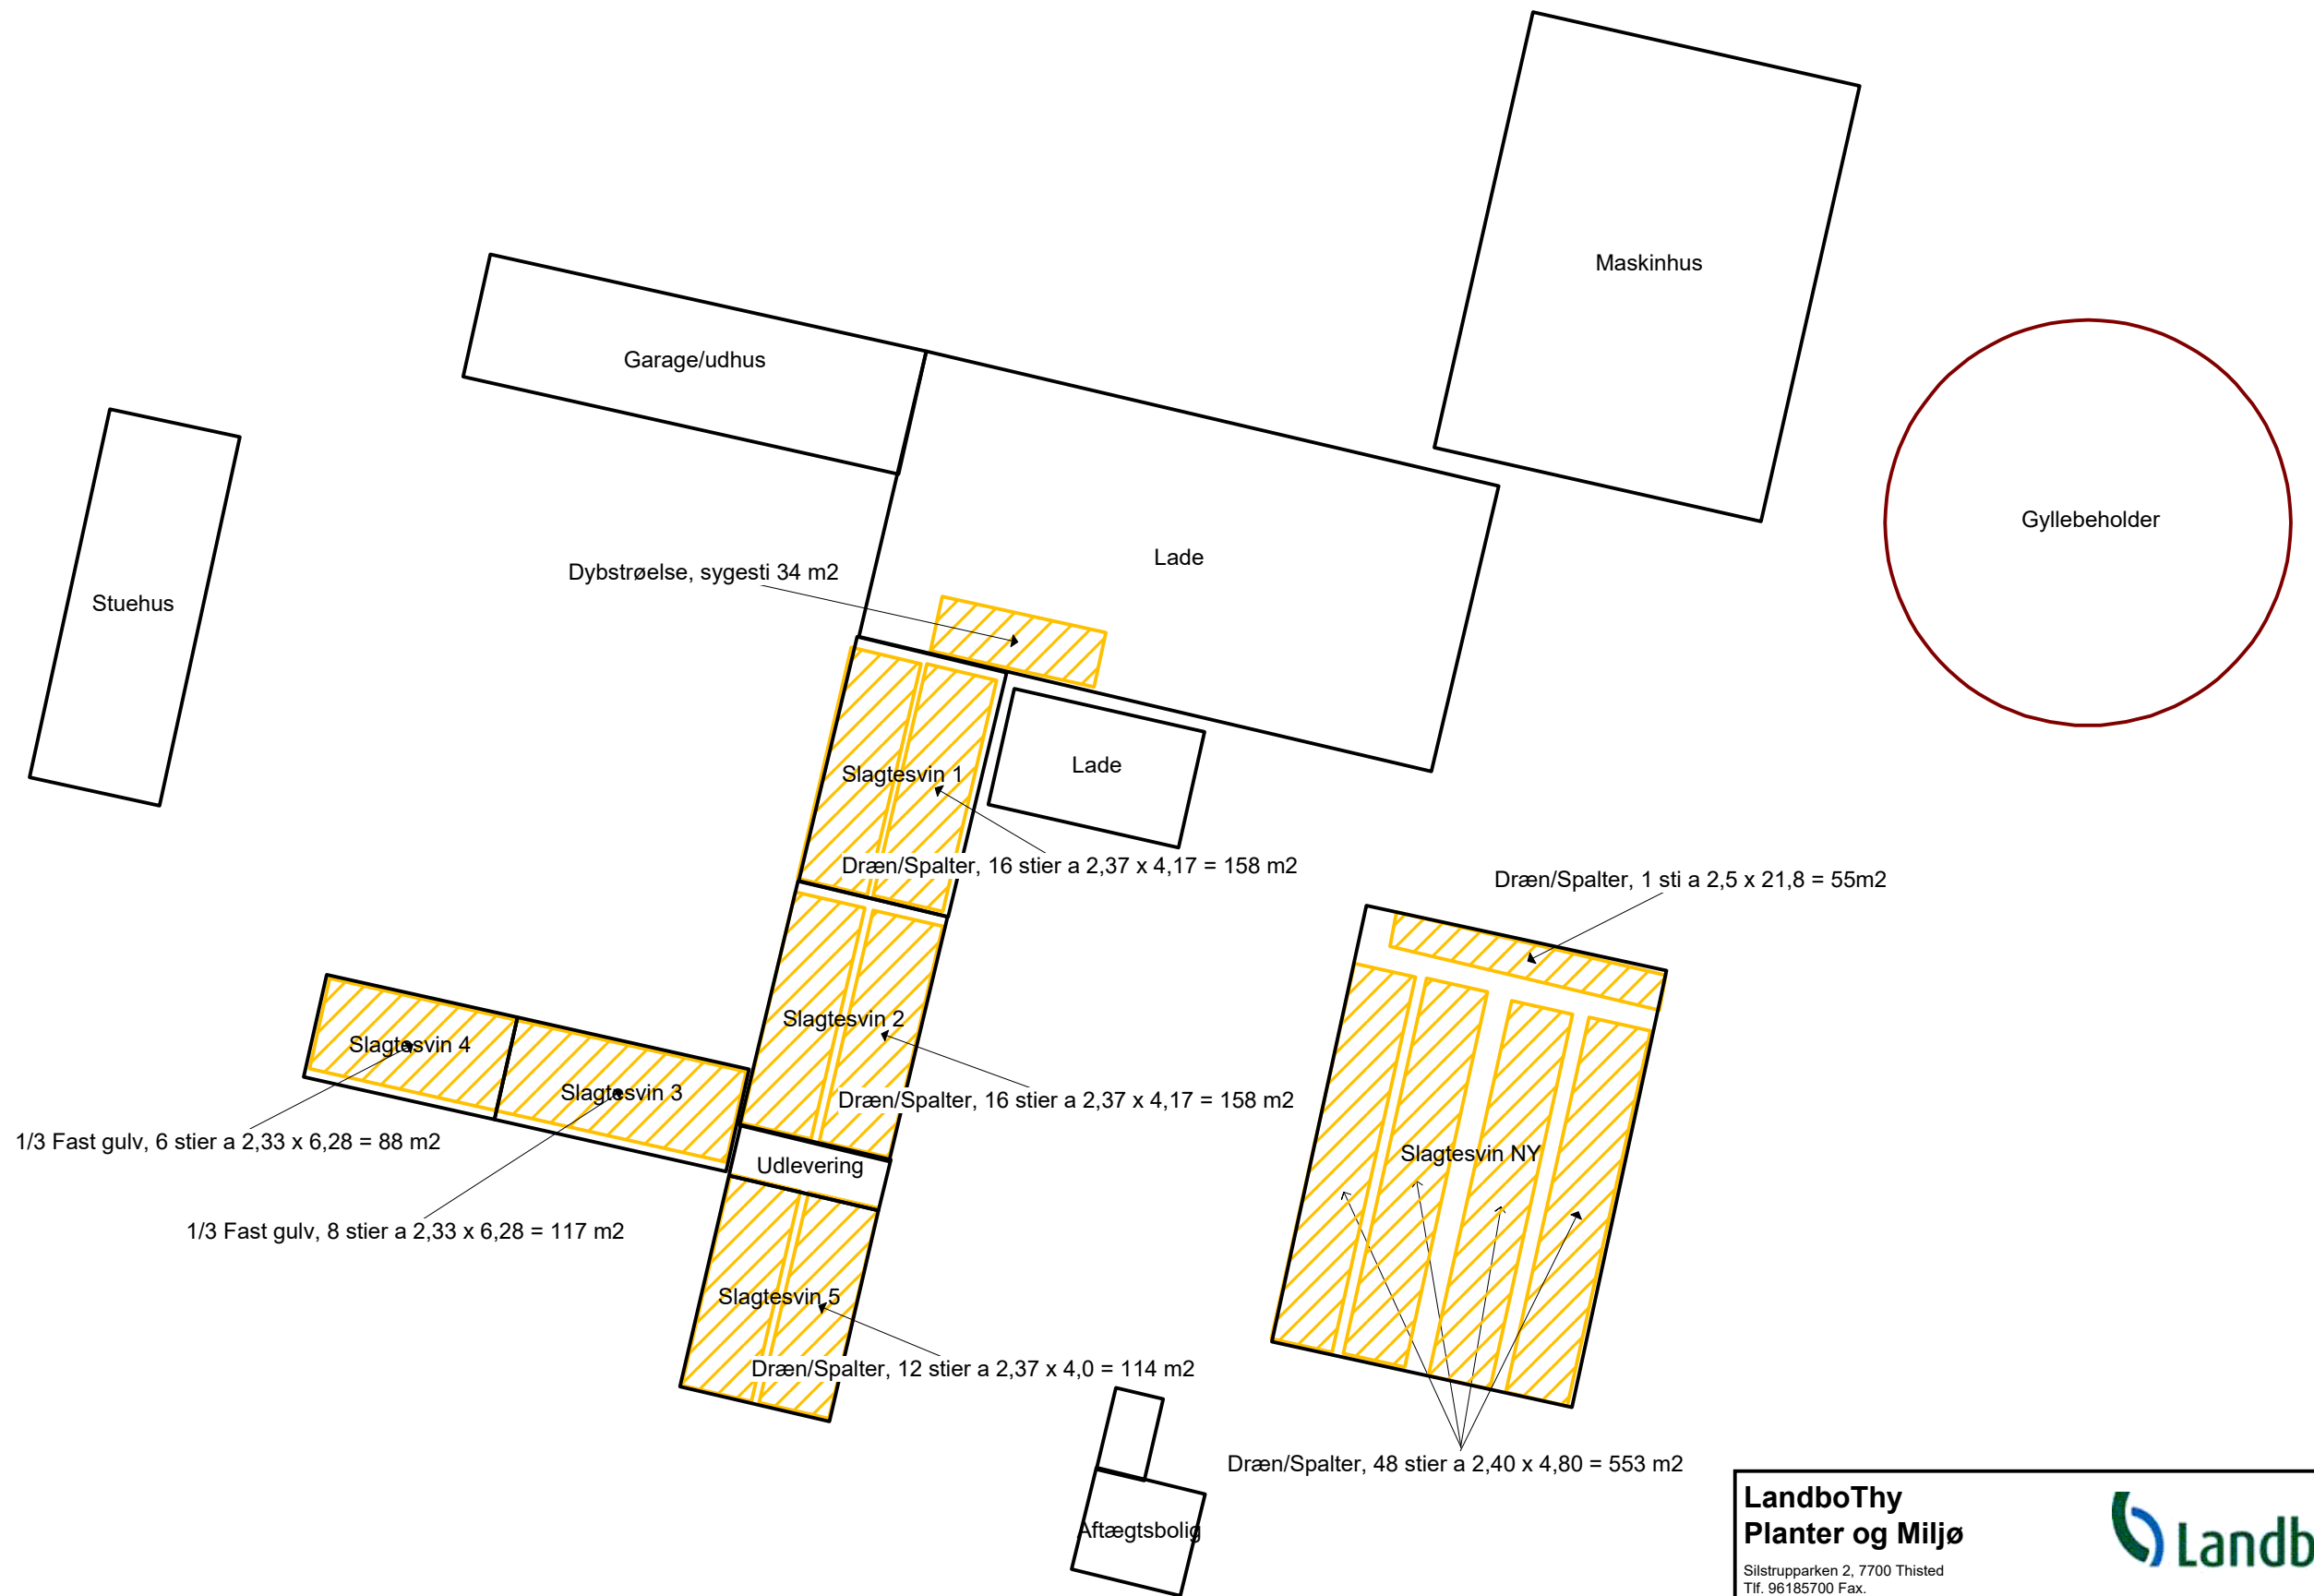 Maskinhus
Garage/udhus
Gyllebeholder
Lade
Dybstrøelse, sygesti 34 m2
Stuehus
Lade
Slagtesvin 1
Dræn/Spalter, 16 stier a 2,37 x 4,17 = 158 m2
Dræn/Spalter, 1 sti a 2,5 x 21,8 = 55m2
Slagtesvin 2
Slagtesvin 4
Slagtesvin 3
Dræn/Spalter, 16 stier a 2,37 x 4,17 = 158 m2
1/3 Fast gulv, 6 stier a 2,33 x 6,28 = 88 m2
Slagtesvin NY
Udlevering
1/3 Fast gulv, 8 stier a 2,33 x 6,28 = 117 m2
Slagtesvin 5
Dræn/Spalter, 12 stier a 2,37 x 4,0 = 114 m2
Dræn/Spalter, 48 stier a 2,40 x 4,80 = 553 m2
Aftægtsbolig
LandboThy
Planter og Miljø
Silstrupparken 2, 7700 Thisted
Tlf. 96185700 Fax.
Landb